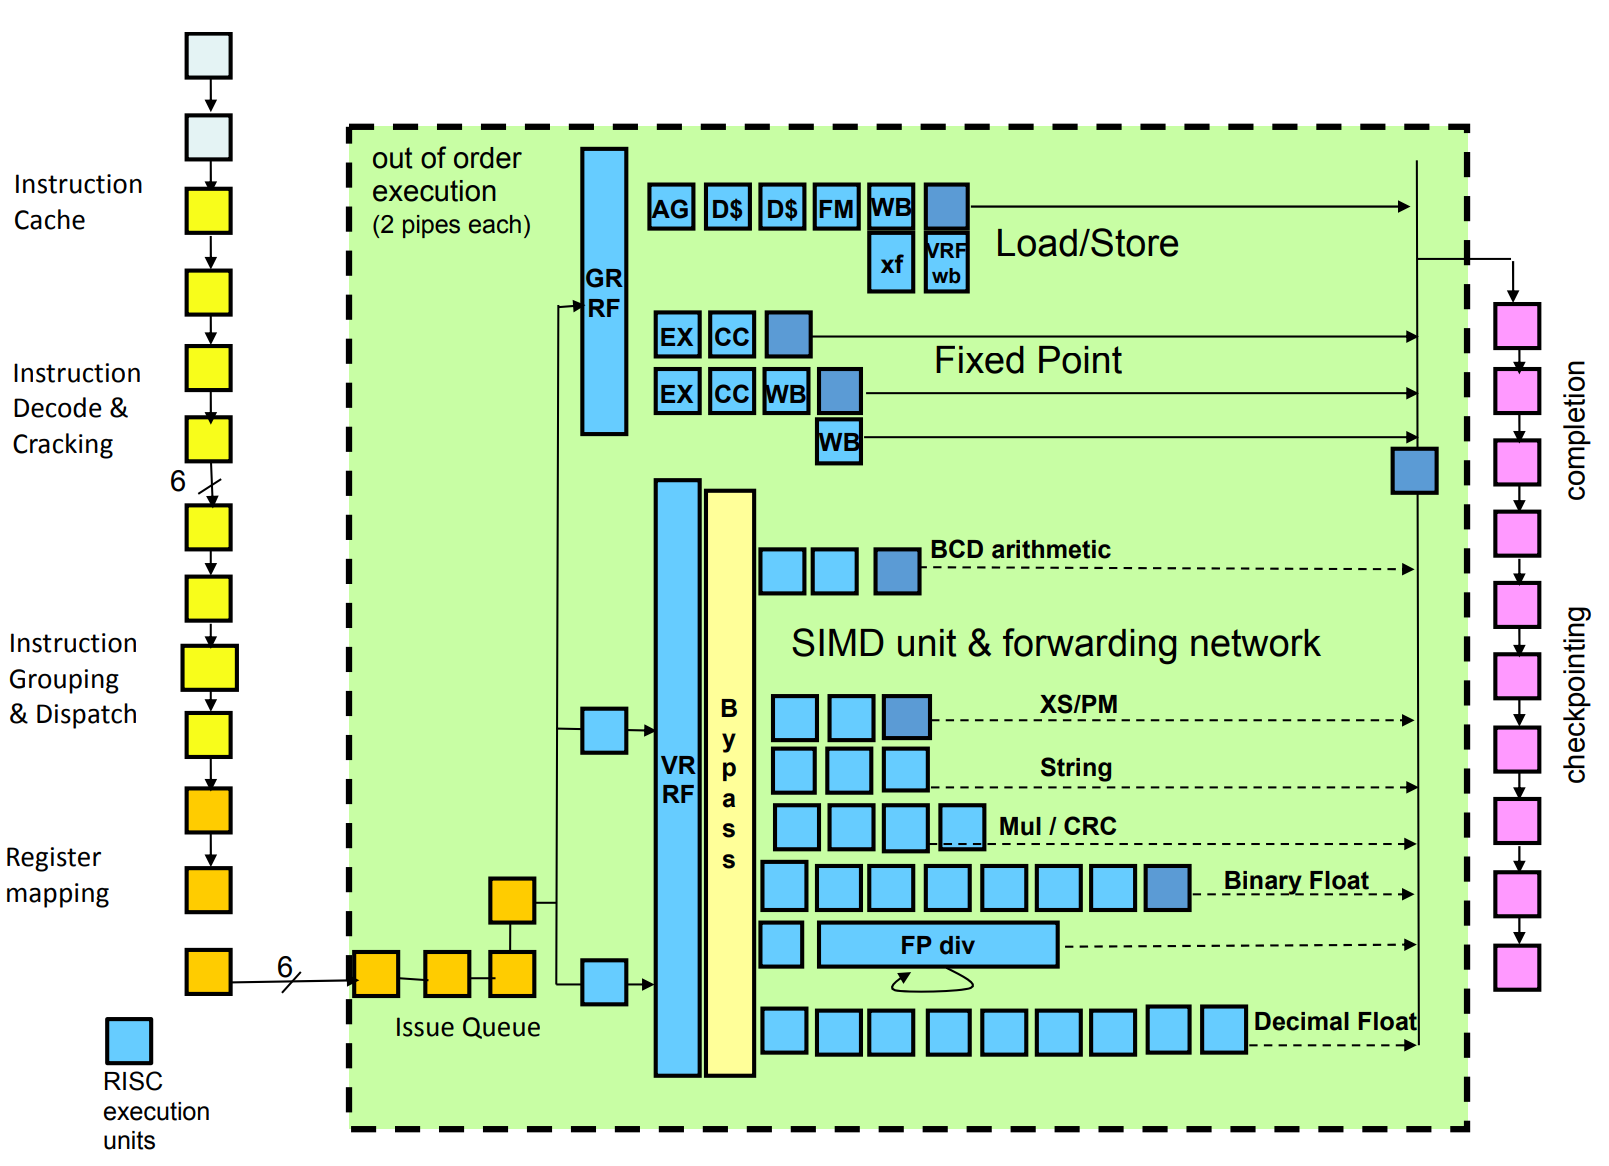 Instruction
Cache
Instruction
Decode &
Cracking
6
Instruction
Grouping
& Dispatch
Register
mapping
6
RISC
execution
units
out of order
execution
(2 pipes each)
Issue Queue
GR
RF
AG D$ D$ FM WB
xf
VRF
wb
Load/Store
EX CC
Fixed Point
EX CC WB
WB
VR
RF
B
y
p
a
s
s
BCD arithmetic
SIMD unit & forwarding network
XS/PM
String
Mul / CRC
Binary Float
FP div
Decimal Float
completion
checkpointing